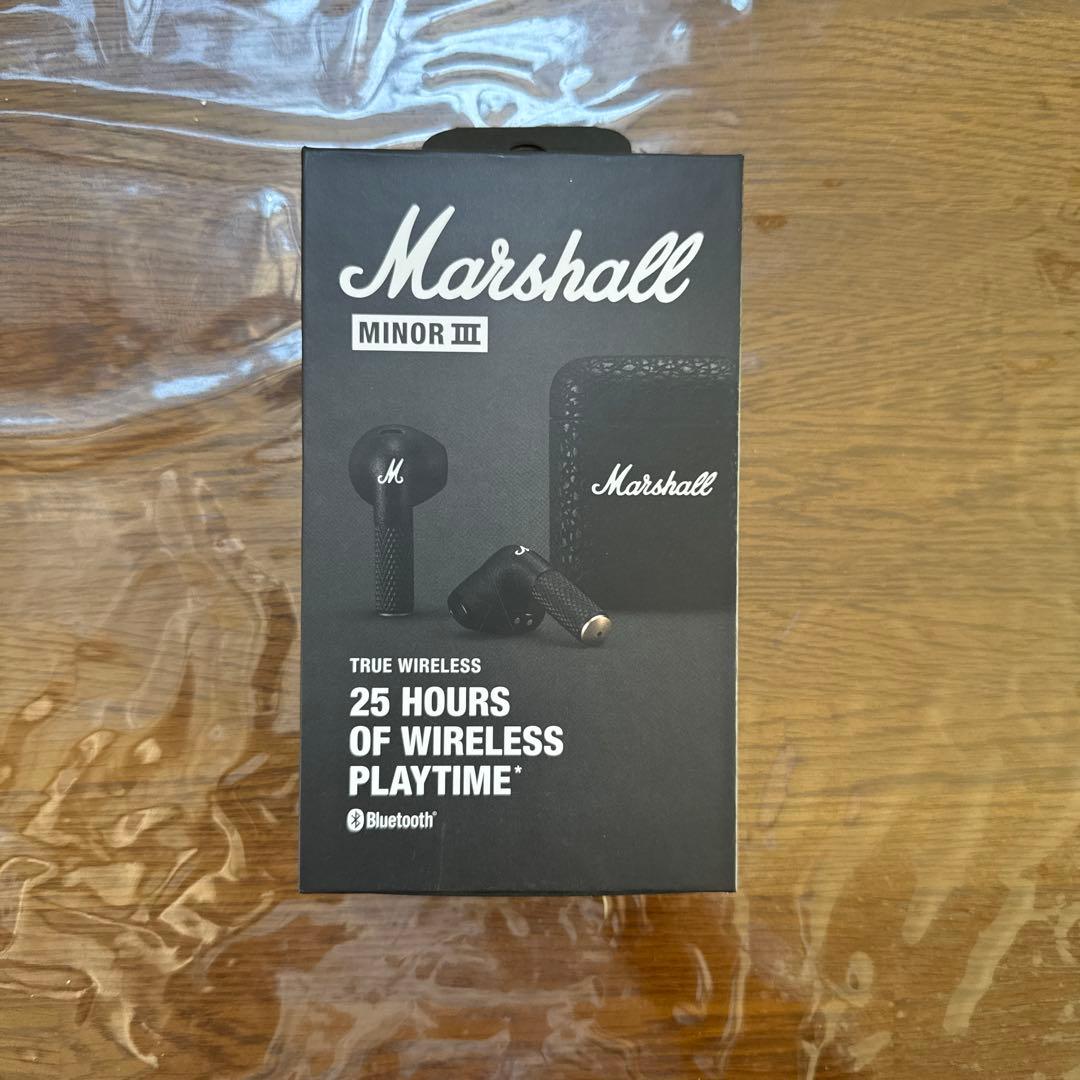 Marshall
MINOR III
M
Marshall
TRUE WIRELESS
25 HOURS
OF WIRELESS
PLAYTIME*
Bluetooth®